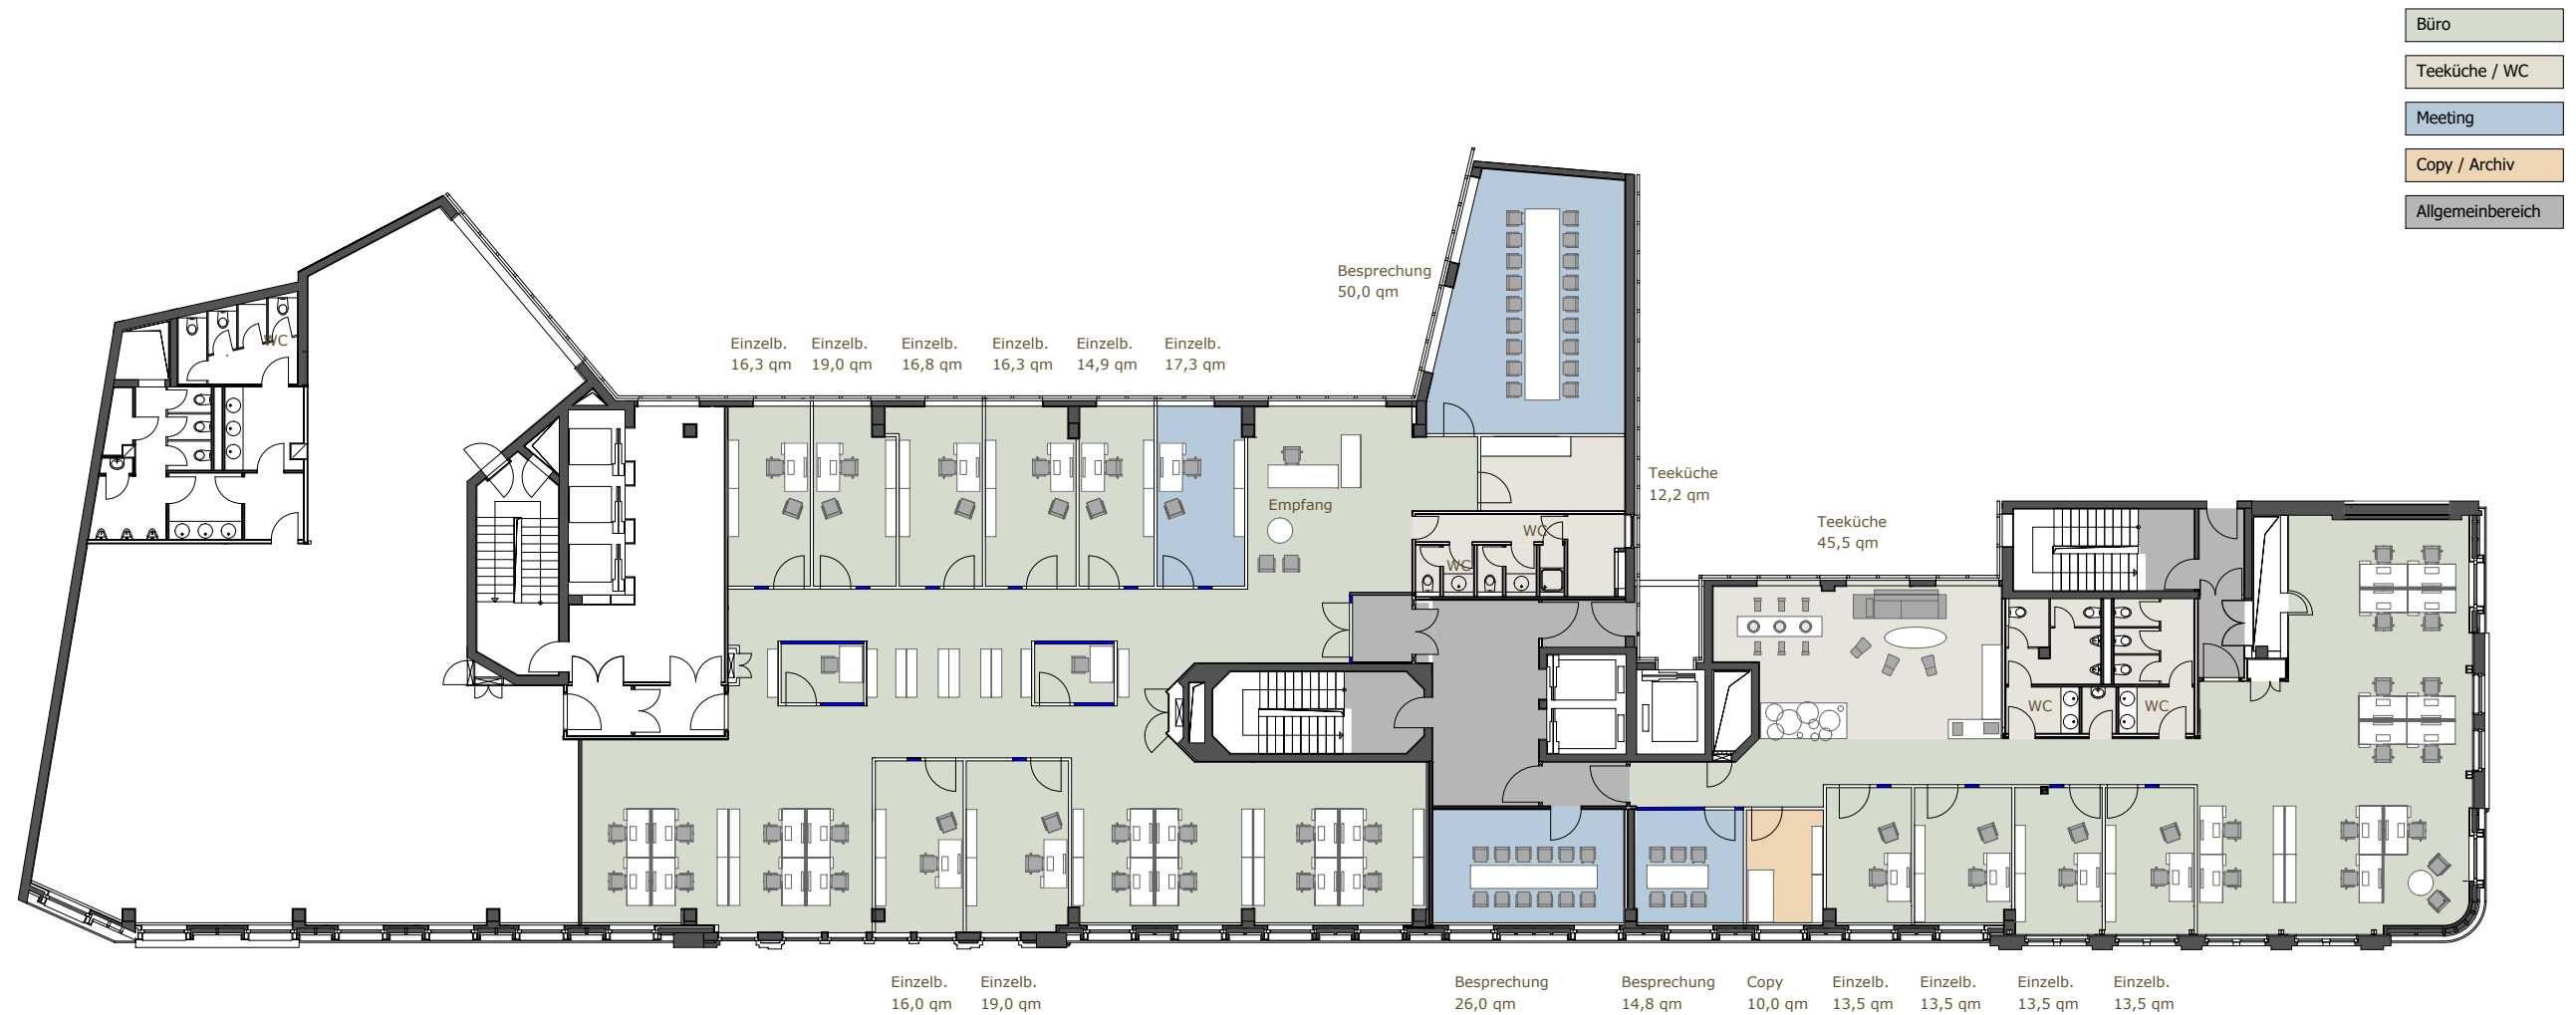 Büro
Teeküche / WC
Meeting
Copy / Archiv
Allgemeinbereich
Besprechung
50,0 qm
WC
Einzelb.
16,3 qm
Einzelb.
19,0 qm
Einzelb.
16,8 qm
Einzelb.
16,3 qm
Einzelb.
14,9 qm
Einzelb.
17,3 qm
Teeküche
12,2 qm
Empfang
Teeküche
45,5 qm
WC
WC
WC
WC
Einzelb.
16,0 qm
Einzelb.
19,0 qm
Besprechung
26,0 qm
Besprechung
14,8 qm
Copy
10,0 qm
Einzelb.
13,5 qm
Einzelb.
13,5 qm
Einzelb.
13,5 qm
Einzelb.
13,5 qm